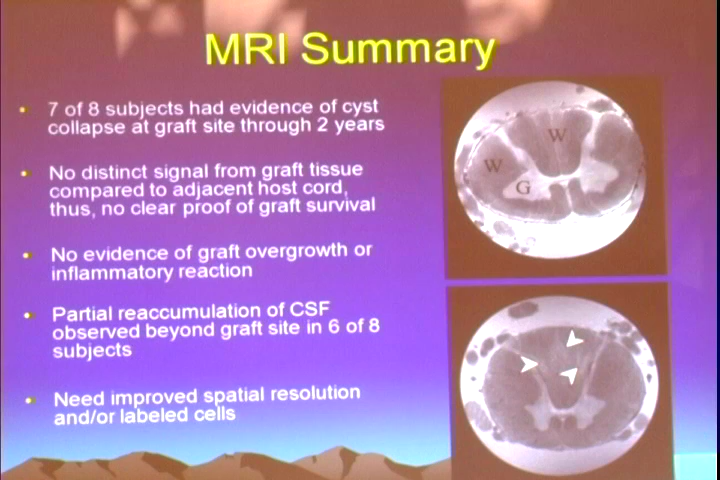 MRI Summary
• 7 of 8 subjects had evidence of cyst
collapse at graft site through 2 years
• No distinct signal from graft tissue
compared to adjacent host cord,
thus, no clear proof of graft survival
• No evidence of graft overgrowth or
inflammatory reaction
• Partial reaccumulation of CSF
observed beyond graft site in 6 of 8
subjects
• Need improved spatial resolution
and/or labeled cells
W
W
G